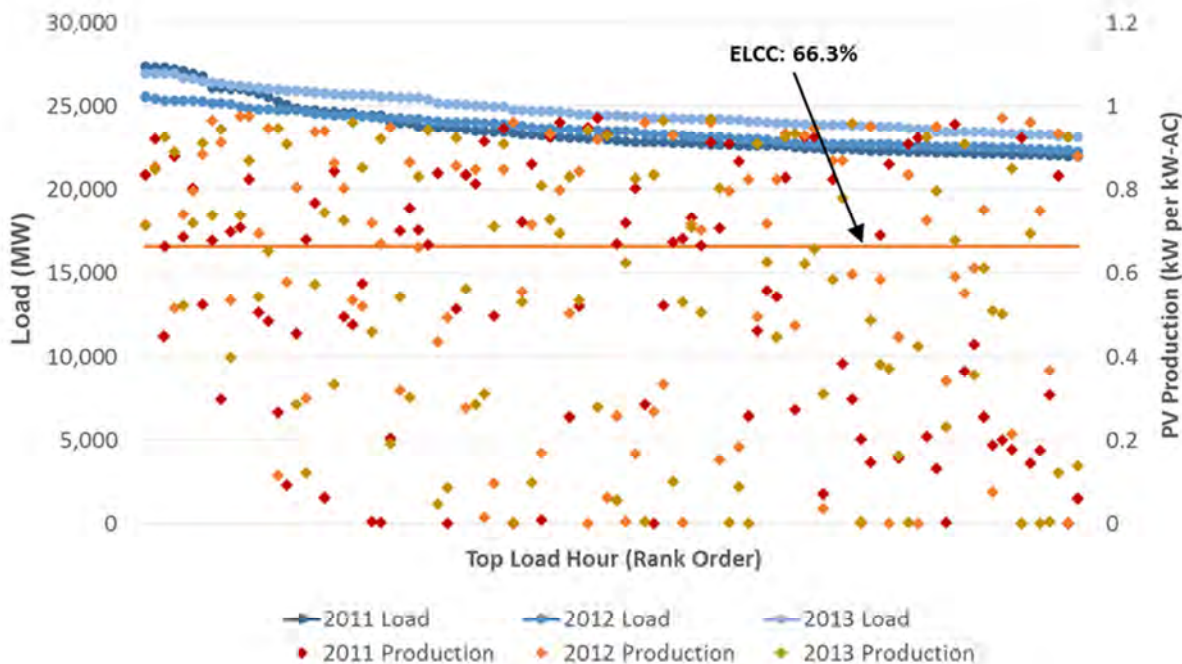 30,000
25,000
20,000
15,000
10,000
5,000
0
Load (MW)
ELCC: 66.3%
1.2
1
0.8
0.6
0.4
0.2
0
PV Production (kW per kW-AC)
Top Load Hour (Rank Order)
2011 Load 2012 Load 2013 Load
2011 Production 2012 Production 2013 Production